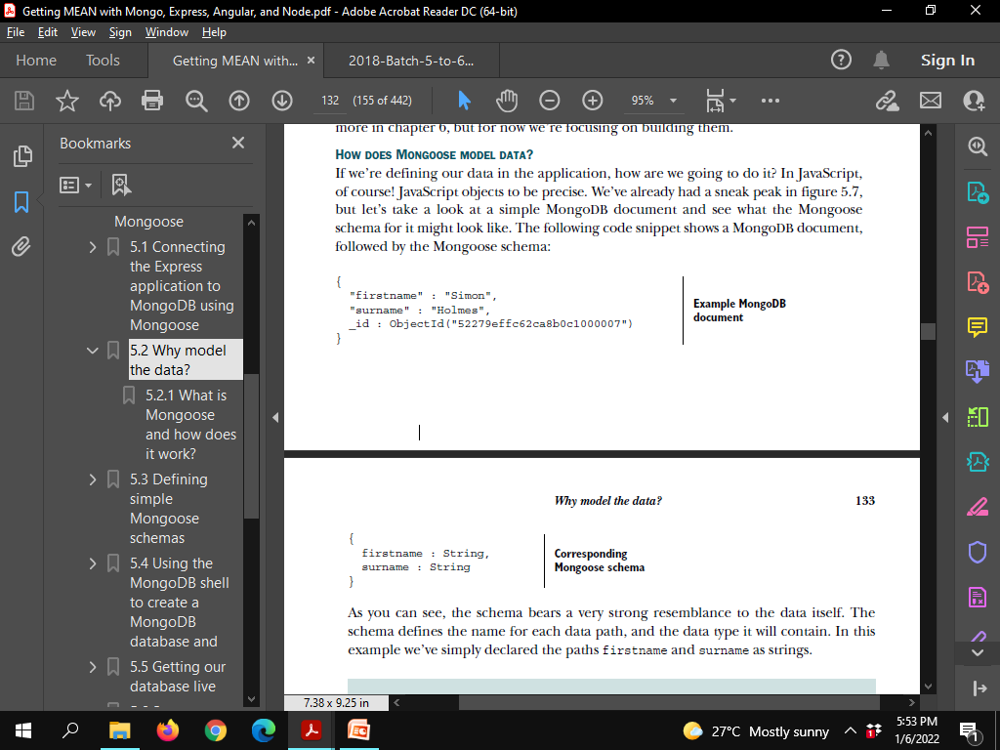 Getting MEAN with Mongo, Express, Angular, and Node.pdf - Adobe Acrobat Reader DC (64-bit)
File Edit View Sign Window Help
Home Tools Getting MEAN with... × 2018-Batch-5-to-6... Sign In
132 (155 of 442) 95%
Bookmarks
Mongoose
5.1 Connecting
the Express
application to
MongoDB using
Mongoose
5.2 Why model
the data?
5.2.1 What is
Mongoose
and how does
it work?
5.3 Defining
simple
Mongoose
schemas
5.4 Using the
MongoDB shell
to create a
MongoDB
database and
5.5 Getting our
database live
more in chapter 6, but for now we're focusing on building them.
HOW DOES MONGOOSE MODEL DATA?
If we're defining our data in the application, how are we going to do it? In JavaScript,
of course! JavaScript objects to be precise. We've already had a sneak peak in figure 5.7,
but let's take a look at a simple MongoDB document and see what the Mongoose
schema for it might look like. The following code snippet shows a MongoDB document,
followed by the Mongoose schema:
{
"firstname" : "Simon",
"surname" : "Holmes",
_id : ObjectId("52279effc62ca8b0c1000007")
}
Example MongoDB
document
Why model the data? 133
{
firstname : String,
surname : String
}
Corresponding
Mongoose schema
As you can see, the schema bears a very strong resemblance to the data itself. The
schema defines the name for each data path, and the data type it will contain. In this
example we've simply declared the paths firstname and surname as strings.
7.38 x 9.25 in
27°C Mostly sunny
5:53 PM
1/6/2022
1